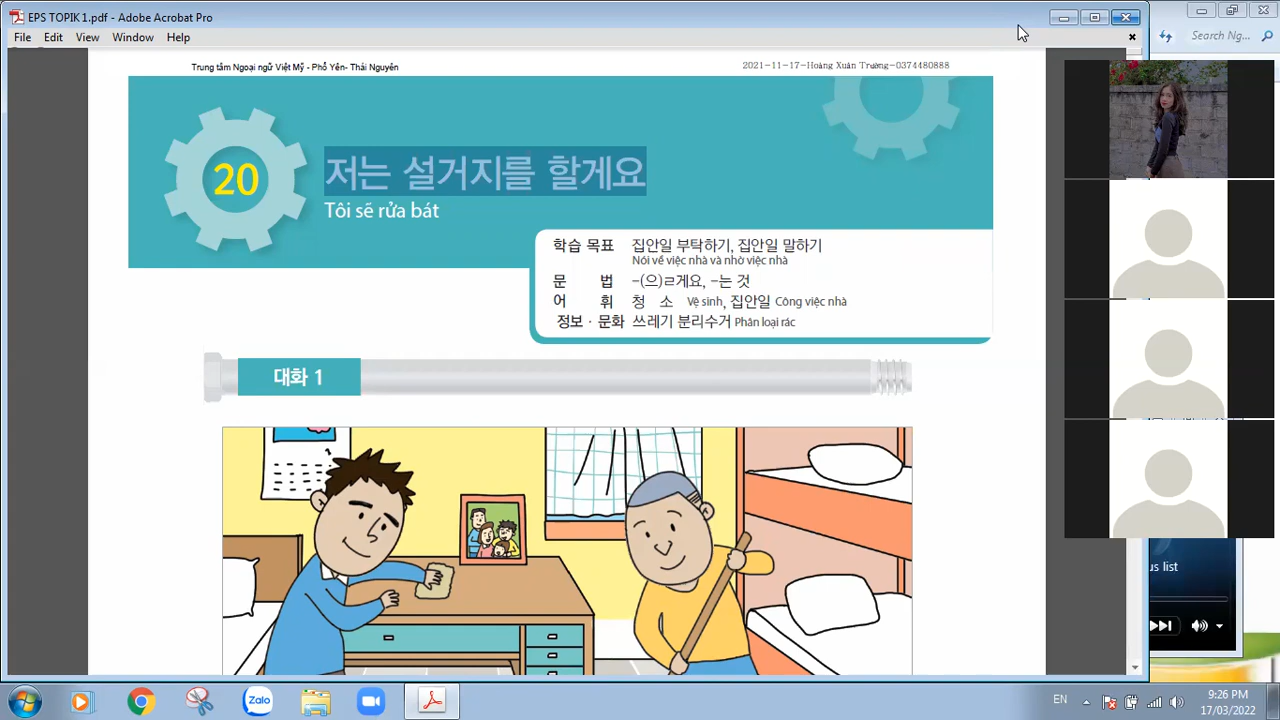 EPS TOPIK 1.pdf - Adobe Acrobat Pro
File Edit View Window Help
Search Ng...
Trung tâm Ngoại ngữ Việt Mỹ - Phổ Yên- Thái Nguyên
2021-11-17-Hoàng Xuân Trường-0374480888
20
저는 설거지를 할게요
Tôi sẽ rửa bát
학습 목표 집안일 부탁하기, 집안일 말하기
Nói về việc nhà và nhờ việc nhà
문 법 -(으)ㄹ게요, -는 것
어 휘 청 소 Vệ sinh, 집안일 Công việc nhà
정보·문화 쓰레기 분리수거 Phân loại rác
대화 1
us list
Zalo
EN
9:26 PM
17/03/2022